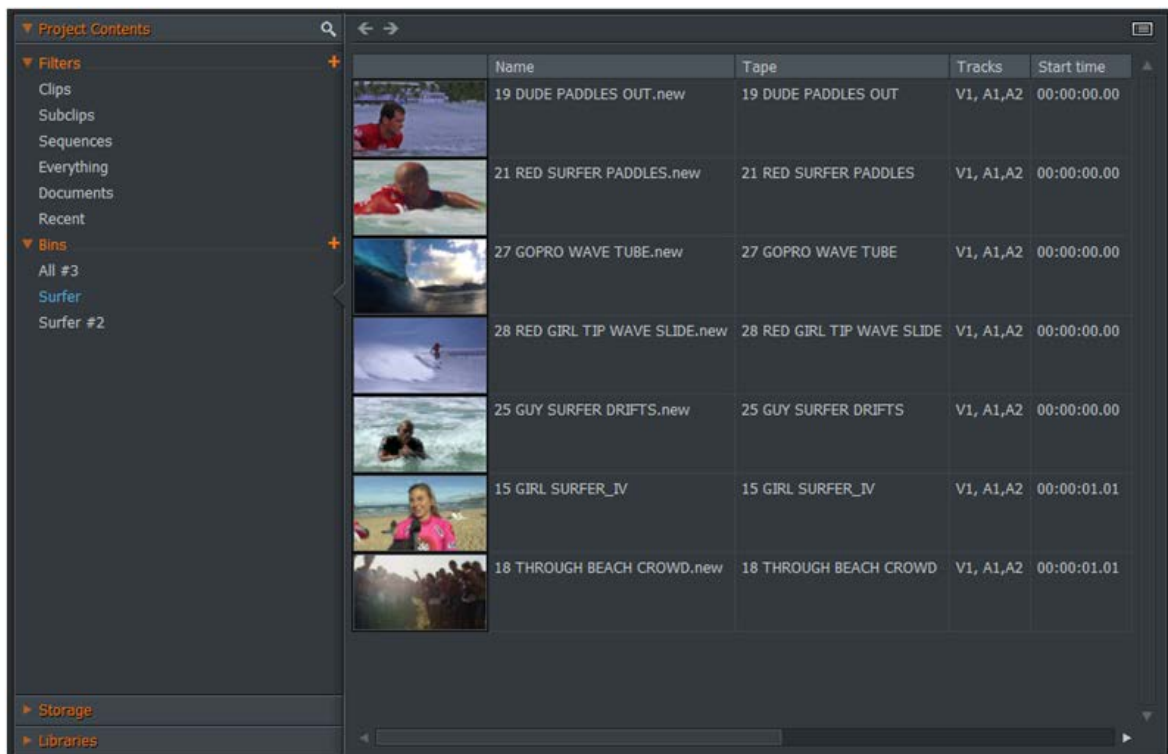 Project Contents
Filters
Clips
Subclips
Sequences
Everything
Documents
Recent
Bins
All #3
Surfer
Surfer #2
Storage
Libraries
Name Tape Tracks Start time
19 DUDE PADDLES OUT.new 19 DUDE PADDLES OUT V1, A1,A2 00:00:00.00
21 RED SURFER PADDLES.new 21 RED SURFER PADDLES V1, A1,A2 00:00:00.00
27 GOPRO WAVE TUBE.new 27 GOPRO WAVE TUBE V1, A1,A2 00:00:00.00
28 RED GIRL TIP WAVE SLIDE.new 28 RED GIRL TIP WAVE SLIDE V1, A1,A2 00:00:00.00
25 GUY SURFER DRIFTS.new 25 GUY SURFER DRIFTS V1, A1,A2 00:00:00.00
15 GIRL SURFER_IV 15 GIRL SURFER_IV V1, A1,A2 00:00:01.01
18 THROUGH BEACH CROWD.new 18 THROUGH BEACH CROWD V1, A1,A2 00:00:01.01